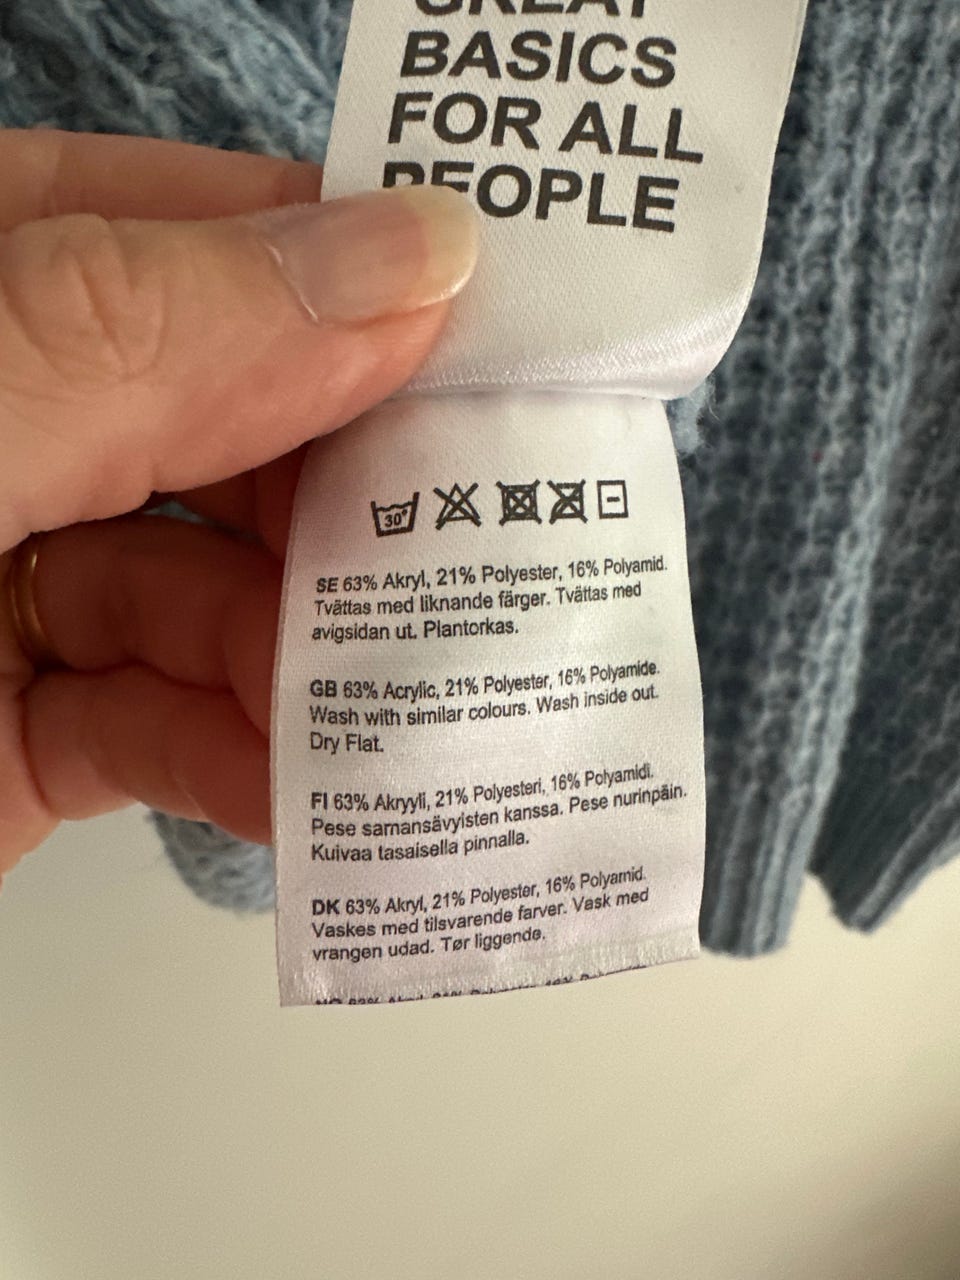 GREAT
BASICS
FOR ALL
PEOPLE
30°
SE 63% Akryl, 21% Polyester, 16% Polyamid.
Tvättas med liknande färger. Tvättas med
avigsidan ut. Plantorkas.
GB 63% Acrylic, 21% Polyester, 16% Polyamide.
Wash with similar colours. Wash inside out.
Dry Flat.
FI 63% Akryyli, 21% Polyesteri, 16% Polyamidi.
Pese samansävyisten kanssa. Pese nurinpäin.
Kuivaa tasaisella pinnalla.
DK 63% Akryl, 21% Polyester, 16% Polyamid.
Vaskes med tilsvarende farver. Vask med
vrangen udad. Tør liggende.